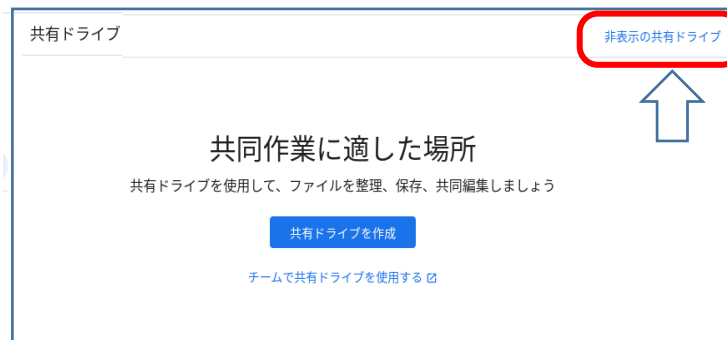 共有ドライブ
非表示の共有ドライブ
共同作業に適した場所
共有ドライブを使用して、ファイルを整理、保存、共同編集しましょう
共有ドライブを作成
チームで共有ドライブを使用する